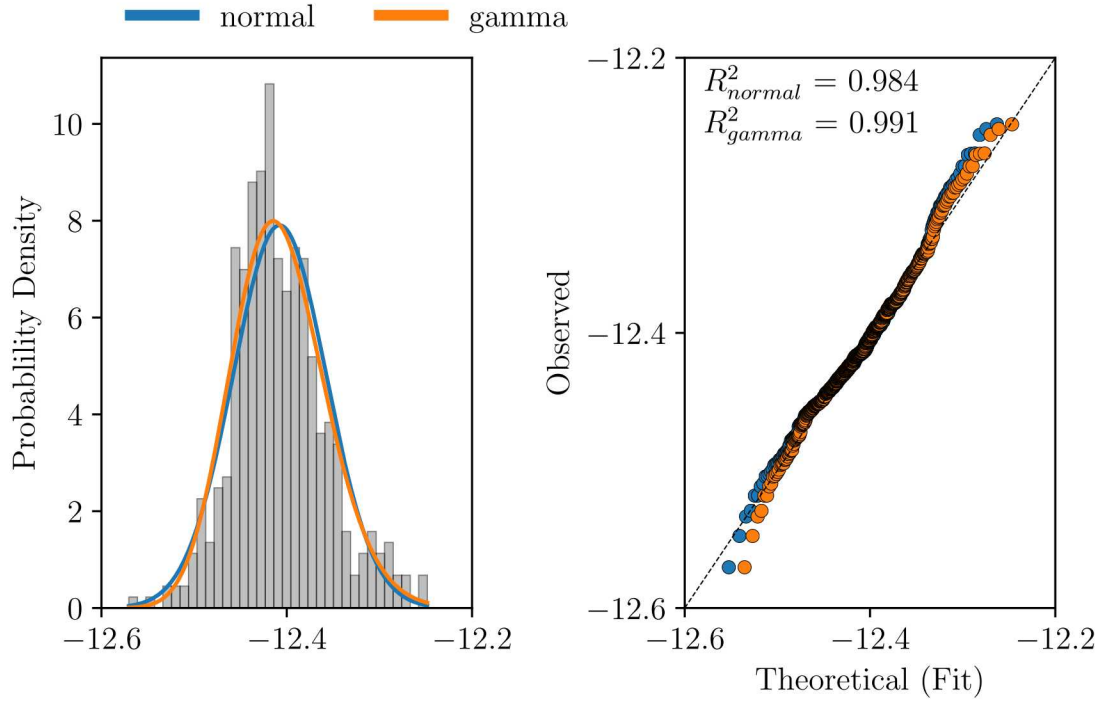 normal gamma
Probablility Density
10
8
6
4
2
0
−12.6 −12.4 −12.2
R²normal = 0.984
R²gamma = 0.991
Observed
−12.2
−12.4
−12.6
−12.6 −12.4 −12.2
Theoretical (Fit)